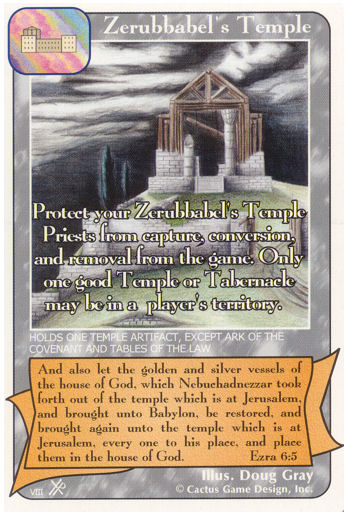 Zerubbabel's Temple
Protect your Zerubbabel's Temple
Priests from capture, conversion,
and removal from the game. Only
one good Temple or Tabernacle
may be in a player's territory.
HOLDS ONE TEMPLE ARTIFACT, EXCEPT ARK OF THE
COVENANT AND TABLES OF THE LAW
And also let the golden and silver vessels of
the house of God, which Nebuchadnezzar took
forth out of the temple which is at Jerusalem,
and brought unto Babylon, be restored, and
brought again unto the temple which is at
Jerusalem, every one to his place, and place
them in the house of God. Ezra 6:5
Illus. Doug Gray
VIII © Cactus Game Design, Inc.